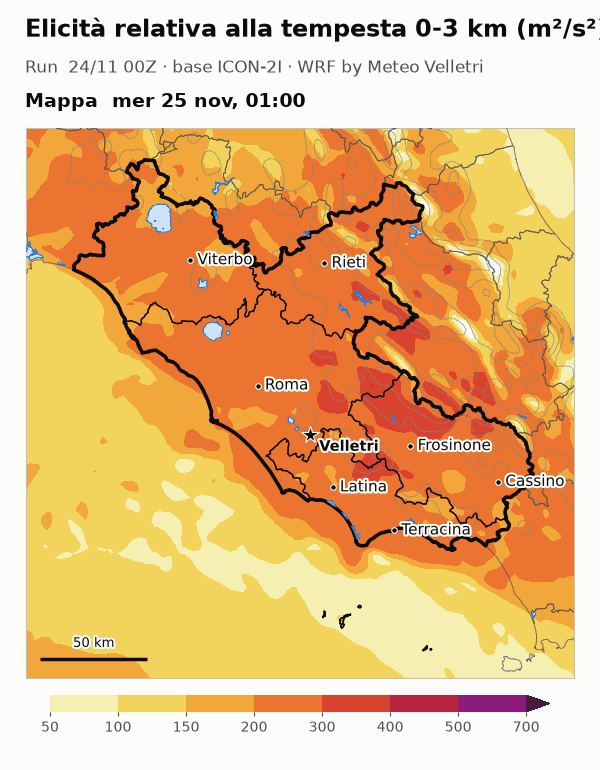 Elicità relativa alla tempesta 0-3 km (m²/s²)
Run  24/11 00Z · base ICON-2I · WRF by Meteo Velletri
Mappa  mer 25 nov, 01:00
Viterbo
Rieti
Roma
Velletri
Frosinone
Latina
Cassino
Terracina
50 km
50 100 150 200 300 400 500 700